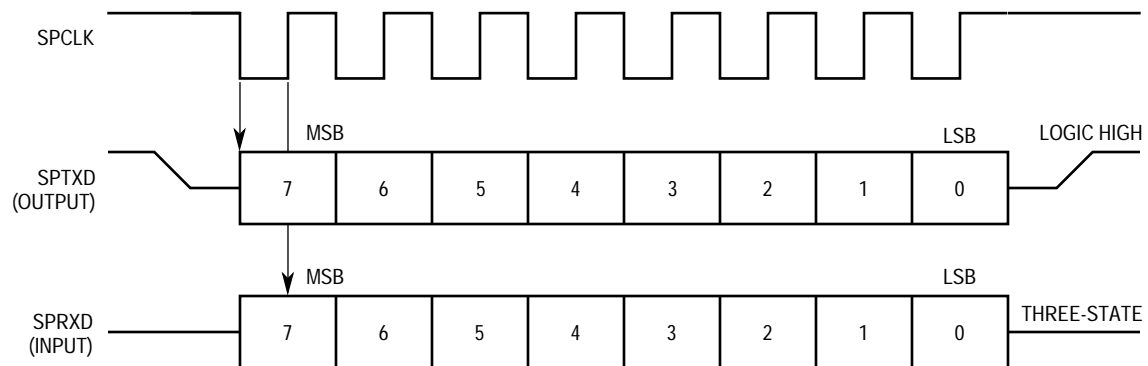 SPCLK
MSB
LSB
LOGIC HIGH
SPTXD
(OUTPUT)
7 6 5 4 3 2 1 0
MSB
LSB
THREE-STATE
SPRXD
(INPUT)
7 6 5 4 3 2 1 0